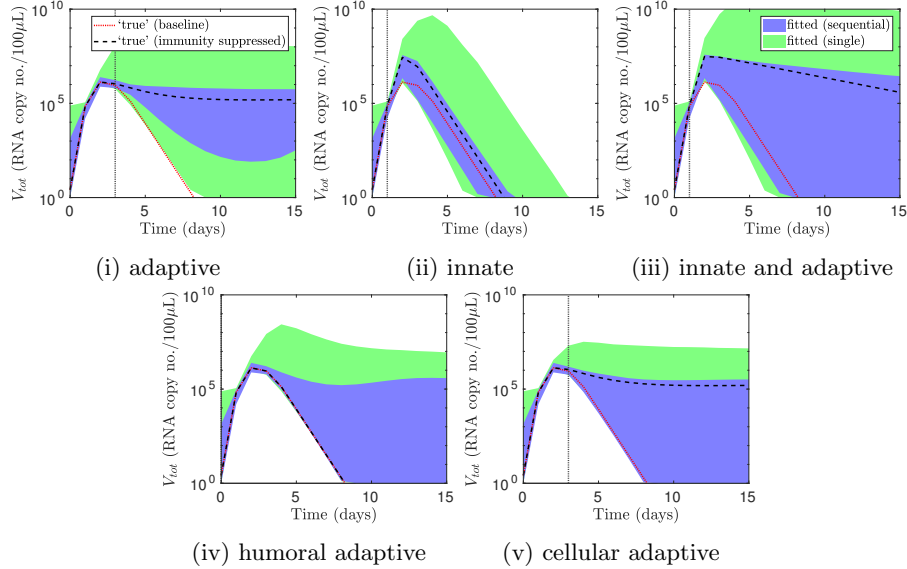 V_tot (RNA copy no./100μL)
10^10
10^5
10^0
0 5 10 15
Time (days)
'true' (baseline)
'true' (immunity suppressed)
(i) adaptive
V_tot (RNA copy no./100μL)
10^10
10^5
10^0
0 5 10 15
Time (days)
(ii) innate
V_tot (RNA copy no./100μL)
10^10
10^5
10^0
0 5 10 15
Time (days)
fitted (sequential)
fitted (single)
(iii) innate and adaptive
V_tot (RNA copy no./100μL)
10^10
10^5
10^0
0 5 10 15
Time (days)
(iv) humoral adaptive
V_tot (RNA copy no./100μL)
10^10
10^5
10^0
0 5 10 15
Time (days)
(v) cellular adaptive